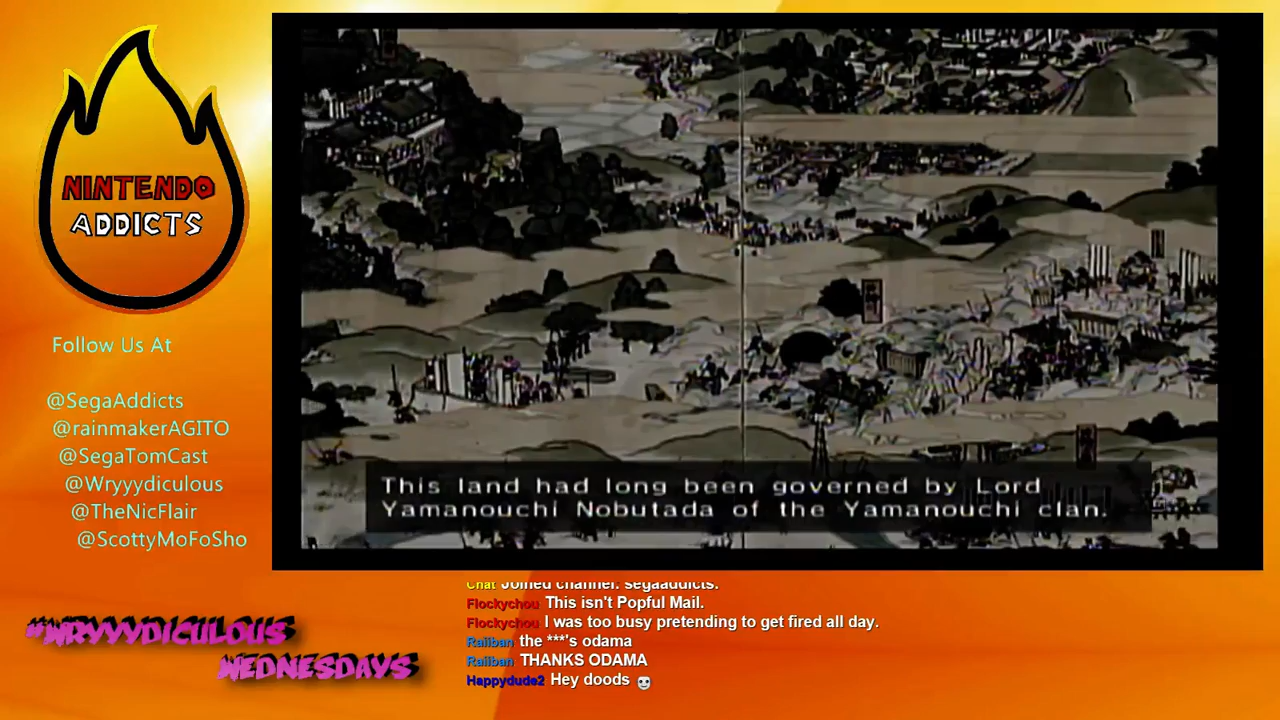 NINTENDO
ADDICTS
Follow Us At
@SegaAddicts
@rainmakerAGITO
@SegaTomCast
@Wryyydiculous
@TheNicFlair
@ScottyMoFoSho
#WRYYYDICULOUS
WEDNESDAYS
This land had long been governed by Lord
Yamanouchi Nobutada of the Yamanouchi clan.
Chat Joined channel: segaaddicts.
Flockychou This isn't Popful Mail.
Flockychou I was too busy pretending to get fired all day.
Raiiban the ***'s odama
Raiiban THANKS ODAMA
Happydude2 Hey doods